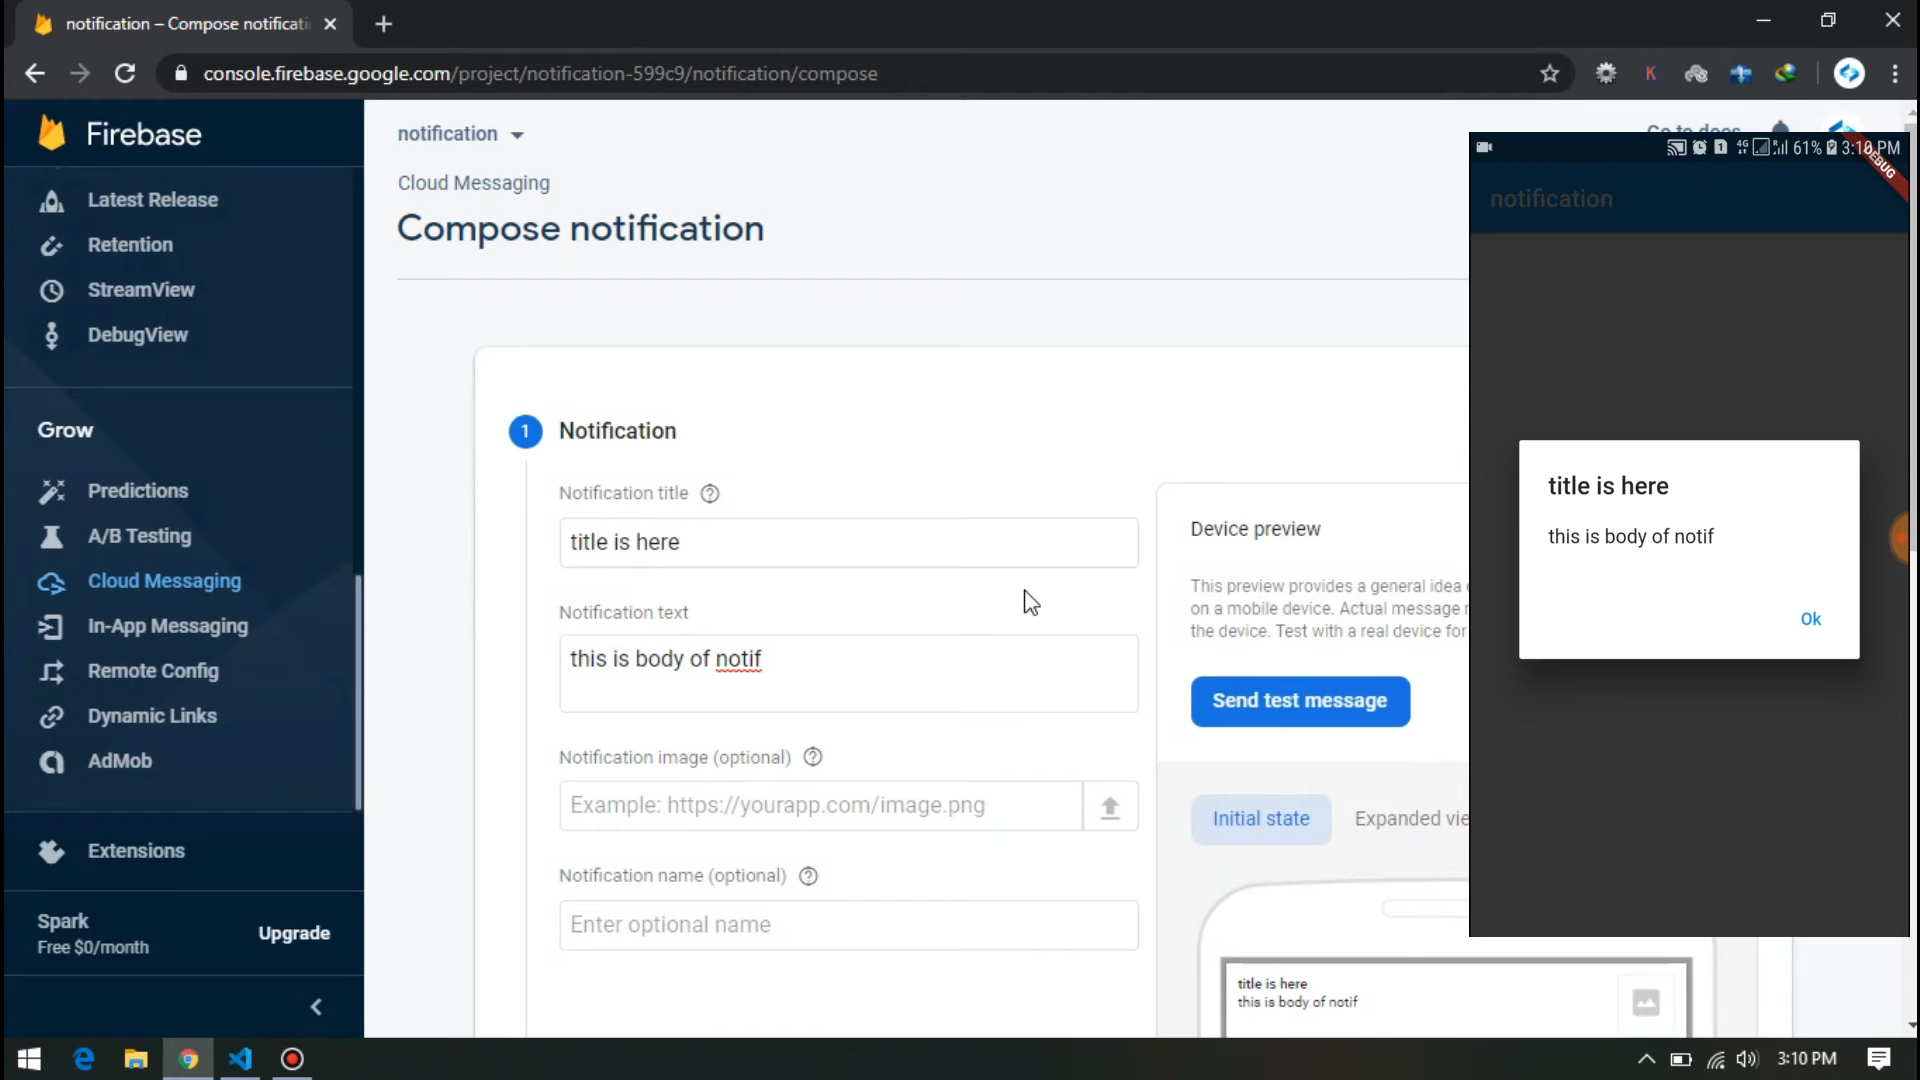 notification – Compose notificati
console.firebase.google.com/project/notification-599c9/notification/compose
K
Firebase
Latest Release
Retention
StreamView
DebugView
Grow
Predictions
A/B Testing
Cloud Messaging
In-App Messaging
Remote Config
Dynamic Links
AdMob
Extensions
Spark
Free $0/month
Upgrade
notification
Go to docs
Cloud Messaging
Compose notification
1
Notification
Notification title
title is here
Notification text
this is body of notif
Notification image (optional)
Example: https://yourapp.com/image.png
Notification name (optional)
Enter optional name
Device preview
This preview provides a general idea
on a mobile device. Actual message
the device. Test with a real device for
Send test message
Initial state
Expanded vie
title is here
this is body of notif
1 4G 61% 3:10 PM
DEBUG
notification
title is here
this is body of notif
Ok
3:10 PM